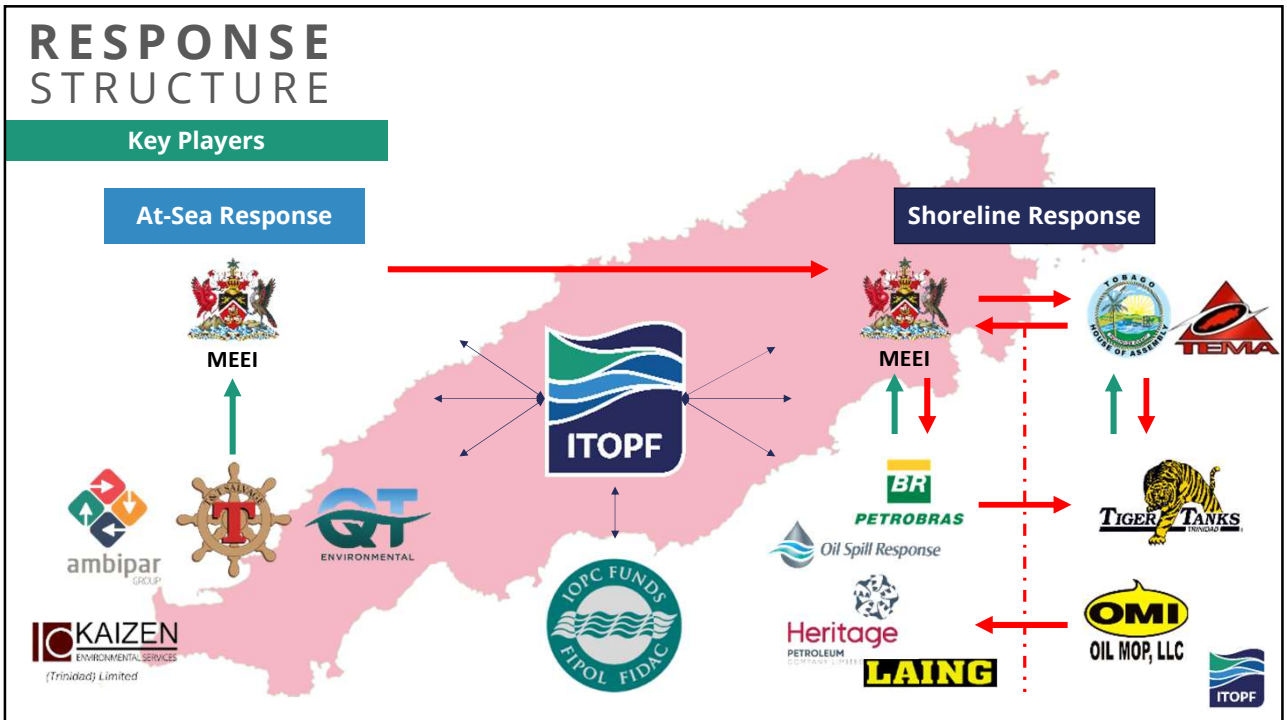 RESPONSE
STRUCTURE
Key Players
At-Sea Response
Shoreline Response
MEEI
MEEI
TOBAGO
HOUSE OF ASSEMBLY
TEMA
ITOPF
ambipar
GROUP
T&T SALVAGE
T
QT
ENVIRONMENTAL
KAIZEN
ENVIRONMENTAL SERVICES
(Trinidad) Limited
IOPC FUNDS
FIPOL FIDAC
BR
PETROBRAS
Oil Spill Response
Heritage
PETROLEUM
COMPANY LIMITED
LAING
TIGER TANKS
TRINIDAD
OMI
OIL MOP, LLC
ITOPF